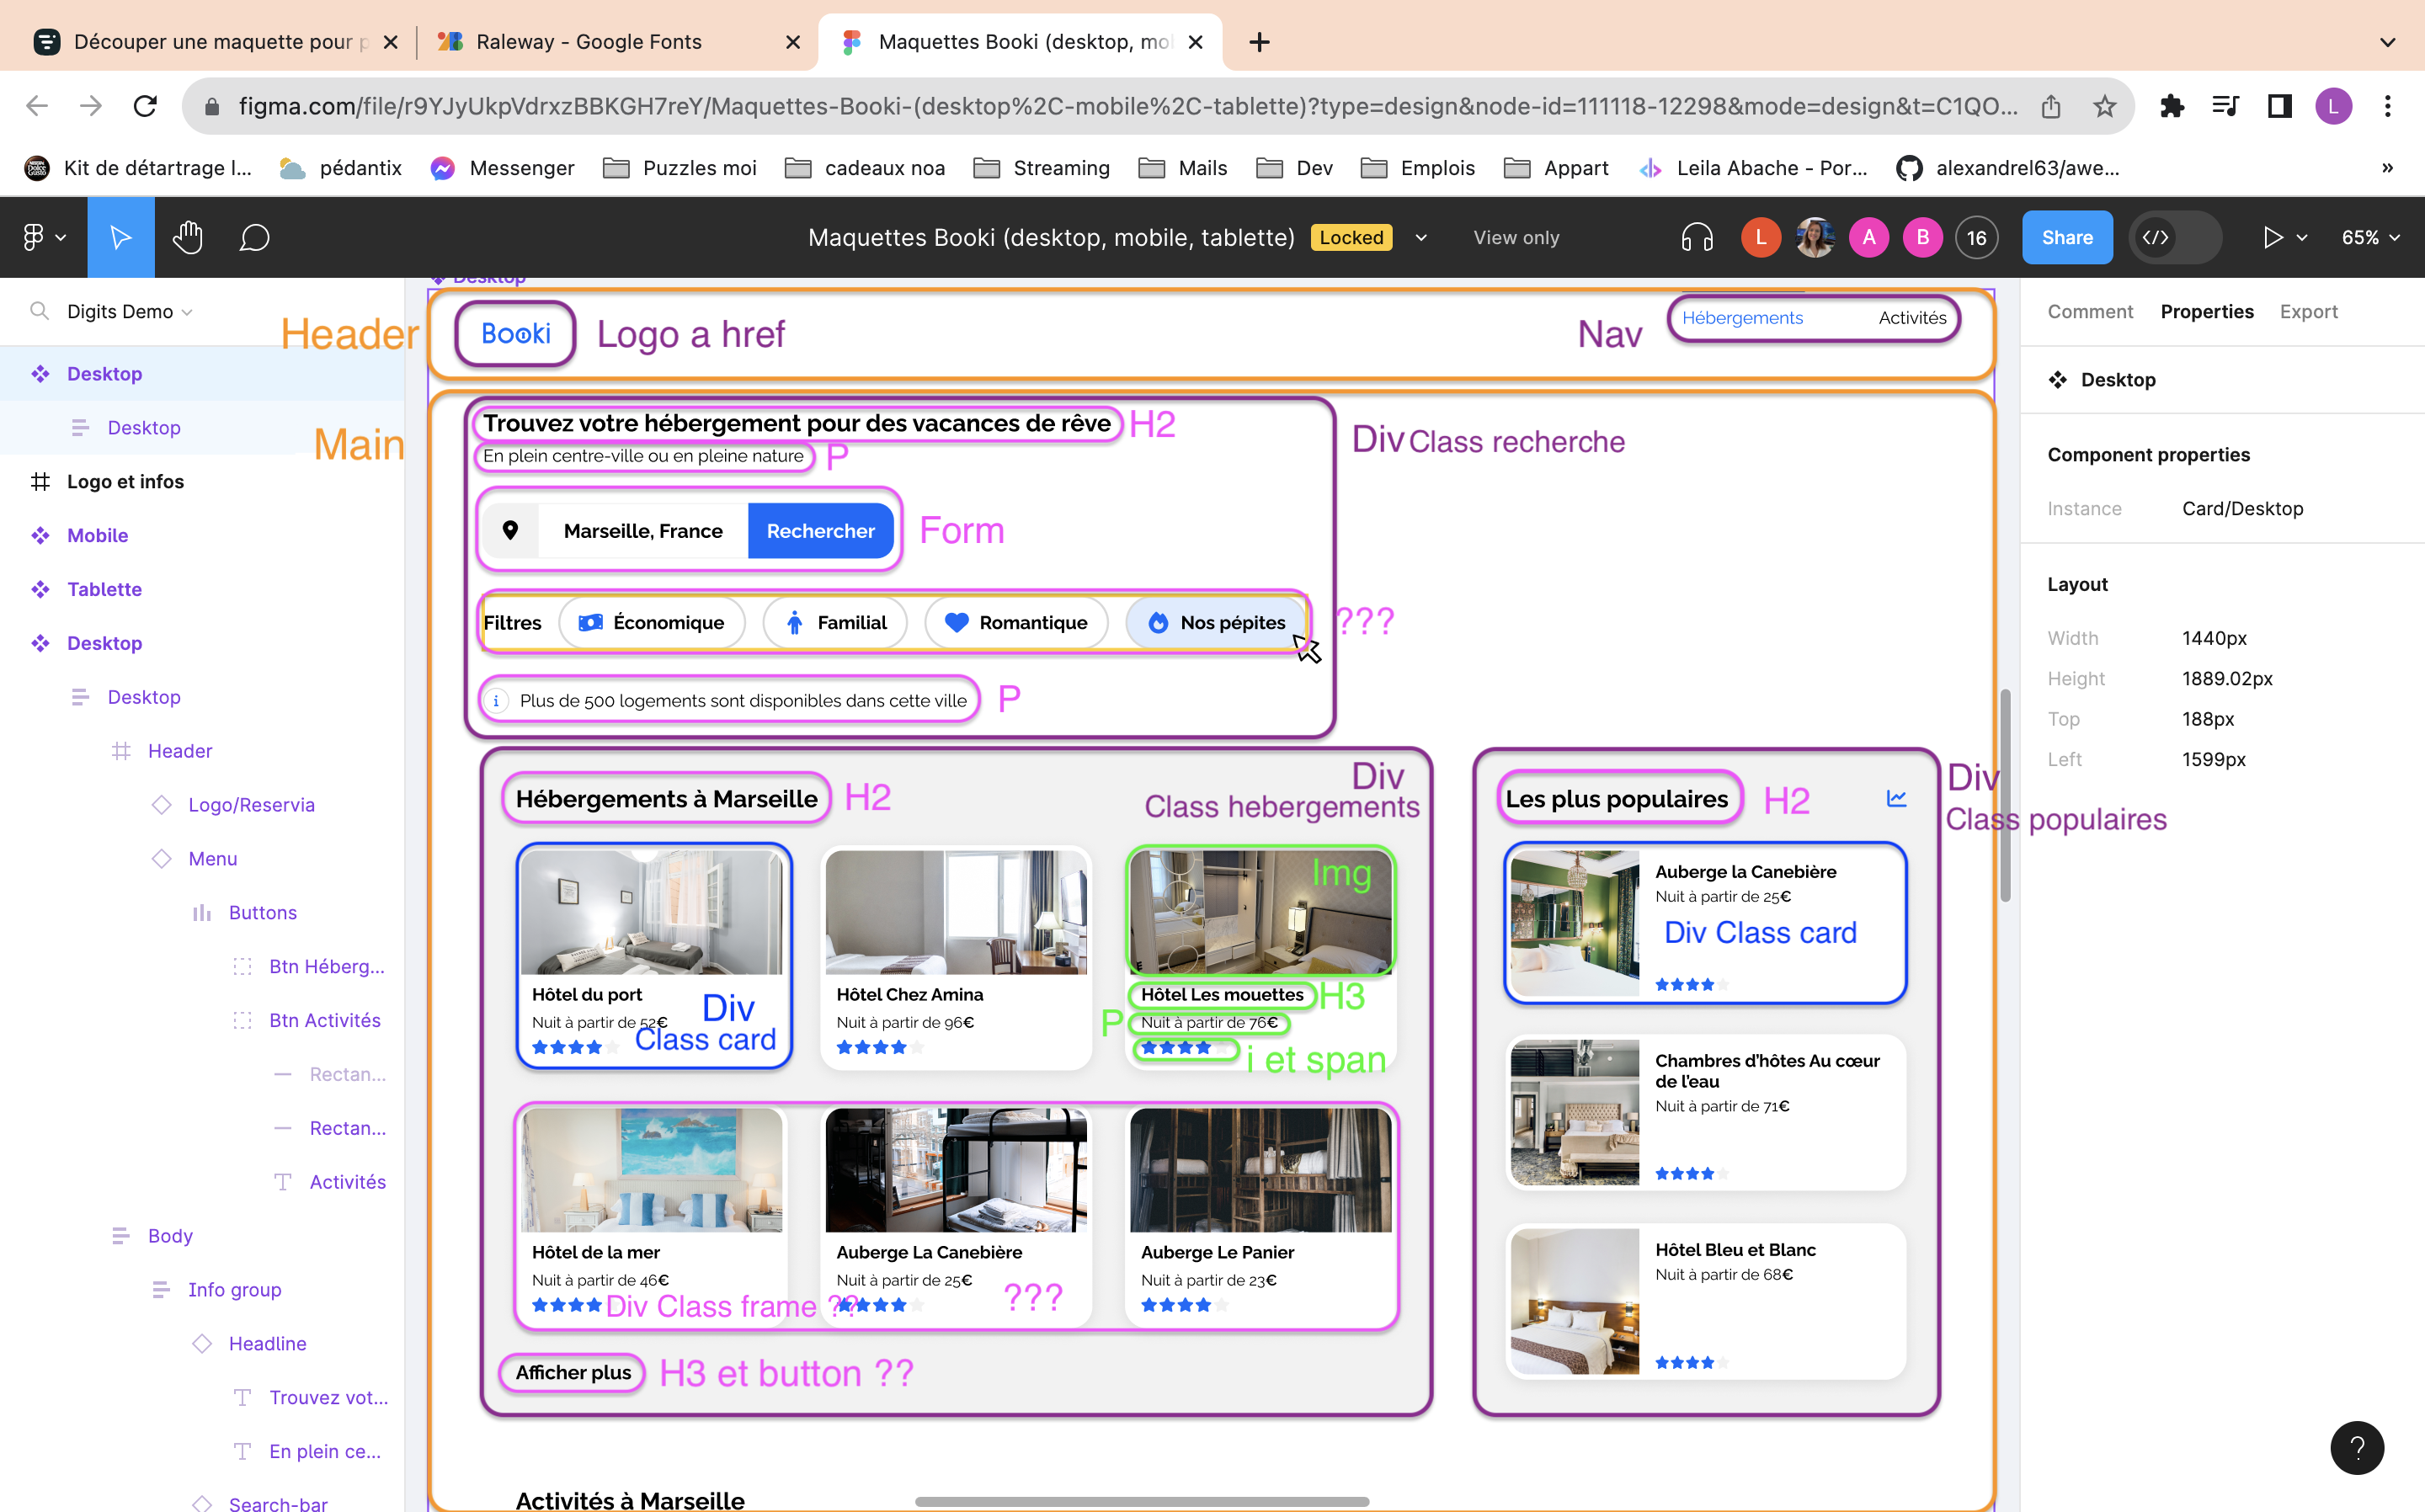 Découper une maquette pour p
Raleway - Google Fonts
Maquettes Booki (desktop, mo
figma.com/file/r9YJyUkpVdrxzBBKGH7reY/Maquettes-Booki-(desktop%2C-mobile%2C-tablette)?type=design&node-id=111118-12298&mode=design&t=C1QO...
L
Kit de détartrage l...
pédantix
Messenger
Puzzles moi
cadeaux noa
Streaming
Mails
Dev
Emplois
Appart
Leila Abache - Por...
alexandrel63/awe...
»
Maquettes Booki (desktop, mobile, tablette)
Locked
View only
L
A
B
16
Share
65%
Digits Demo
Desktop
Desktop
Logo et infos
Mobile
Tablette
Desktop
Desktop
Header
Logo/Reservia
Menu
Buttons
Btn Héberg...
Btn Activités
Rectan...
Rectan...
Activités
Body
Info group
Headline
Trouvez vot...
En plein ce...
Search-bar
Desktop
Header
Booki
Logo a href
Nav
Hébergements
Activités
Main
Trouvez votre hébergement pour des vacances de rêve
H2
Div Class recherche
En plein centre-ville ou en pleine nature
P
Marseille, France
Rechercher
Form
Filtres
Économique
Familial
Romantique
Nos pépites
???
Plus de 500 logements sont disponibles dans cette ville
P
Hébergements à Marseille
H2
Div
Class hebergements
Img
Hôtel du port
Nuit à partir de 52€
Div
Class card
Hôtel Chez Amina
Nuit à partir de 96€
Hôtel Les mouettes
H3
P
Nuit à partir de 76€
i et span
Hôtel de la mer
Nuit à partir de 46€
Div Class frame ??
Auberge La Canebière
Nuit à partir de 25€
???
Auberge Le Panier
Nuit à partir de 23€
Afficher plus
H3 et button ??
Les plus populaires
H2
Div
Class populaires
Auberge la Canebière
Nuit à partir de 25€
Div Class card
Chambres d'hôtes Au cœur
de l'eau
Nuit à partir de 71€
Hôtel Bleu et Blanc
Nuit à partir de 68€
Activités à Marseille
Comment
Properties
Export
Desktop
Component properties
Instance
Card/Desktop
Layout
Width
1440px
Height
1889.02px
Top
188px
Left
1599px
?